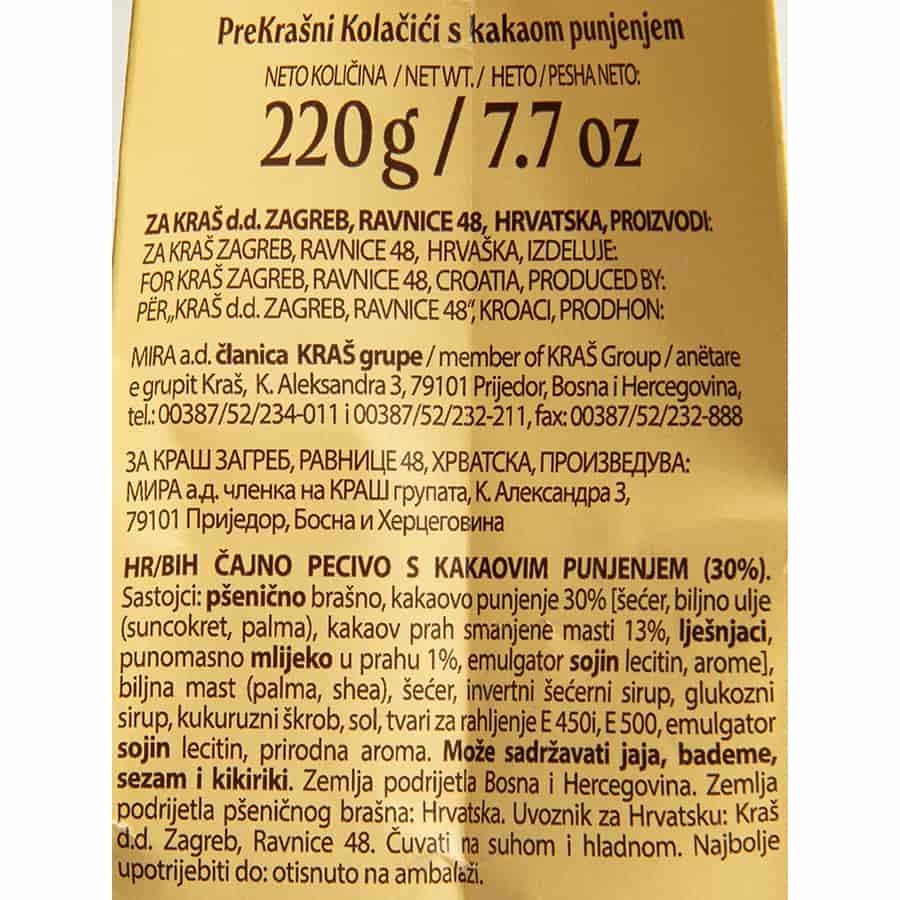 PreKrašni Kolačići s kakaom punjenjem
NETO KOLIČINA / NET WT. / НЕТО / PESHA NETO:
220 g / 7.7 oz
ZA KRAŠ d.d. ZAGREB, RAVNICE 48, HRVATSKA, PROIZVODI:
ZA KRAŠ ZAGREB, RAVNICE 48, HRVAŠKA, IZDELUJE:
FOR KRAŠ ZAGREB, RAVNICE 48, CROATIA, PRODUCED BY:
PËR „KRAŠ d.d. ZAGREB, RAVNICE 48“, KROACI, PRODHON:
MIRA a.d. članica KRAŠ grupe / member of KRAŠ Group / anëtare
e grupit Kraš, K. Aleksandra 3, 79101 Prijedor, Bosna i Hercegovina,
tel.: 00387/52/234-011 i 00387/52/232-211, fax: 00387/52/232-888
ЗА КРАШ ЗАГРЕБ, РАВНИЦЕ 48, ХРВАТСКА, ПРОИЗВЕДУВА:
МИРА а.д. членка на КРАШ групата, К. Александра 3,
79101 Приједор, Босна и Херцеговина
HR/BIH ČAJNO PECIVO S KAKAOVIM PUNJENJEM (30%).
Sastojci: pšenično brašno, kakaovo punjenje 30% [šećer, biljno ulje
(suncokret, palma), kakaov prah smanjene masti 13%, lješnjaci,
punomasno mlijeko u prahu 1%, emulgator sojin lecitin, arome],
biljna mast (palma, shea), šećer, invertni šećerni sirup, glukozni
sirup, kukuruzni škrob, sol, tvari za rahljenje E 450i, E 500, emulgator
sojin lecitin, prirodna aroma. Može sadržavati jaja, bademe,
sezam i kikiriki. Zemlja podrijetla Bosna i Hercegovina. Zemlja
podrijetla pšeničnog brašna: Hrvatska. Uvoznik za Hrvatsku: Kraš
d.d. Zagreb, Ravnice 48. Čuvati na suhom i hladnom. Najbolje
upotrijebiti do: otisnuto na ambalaži.